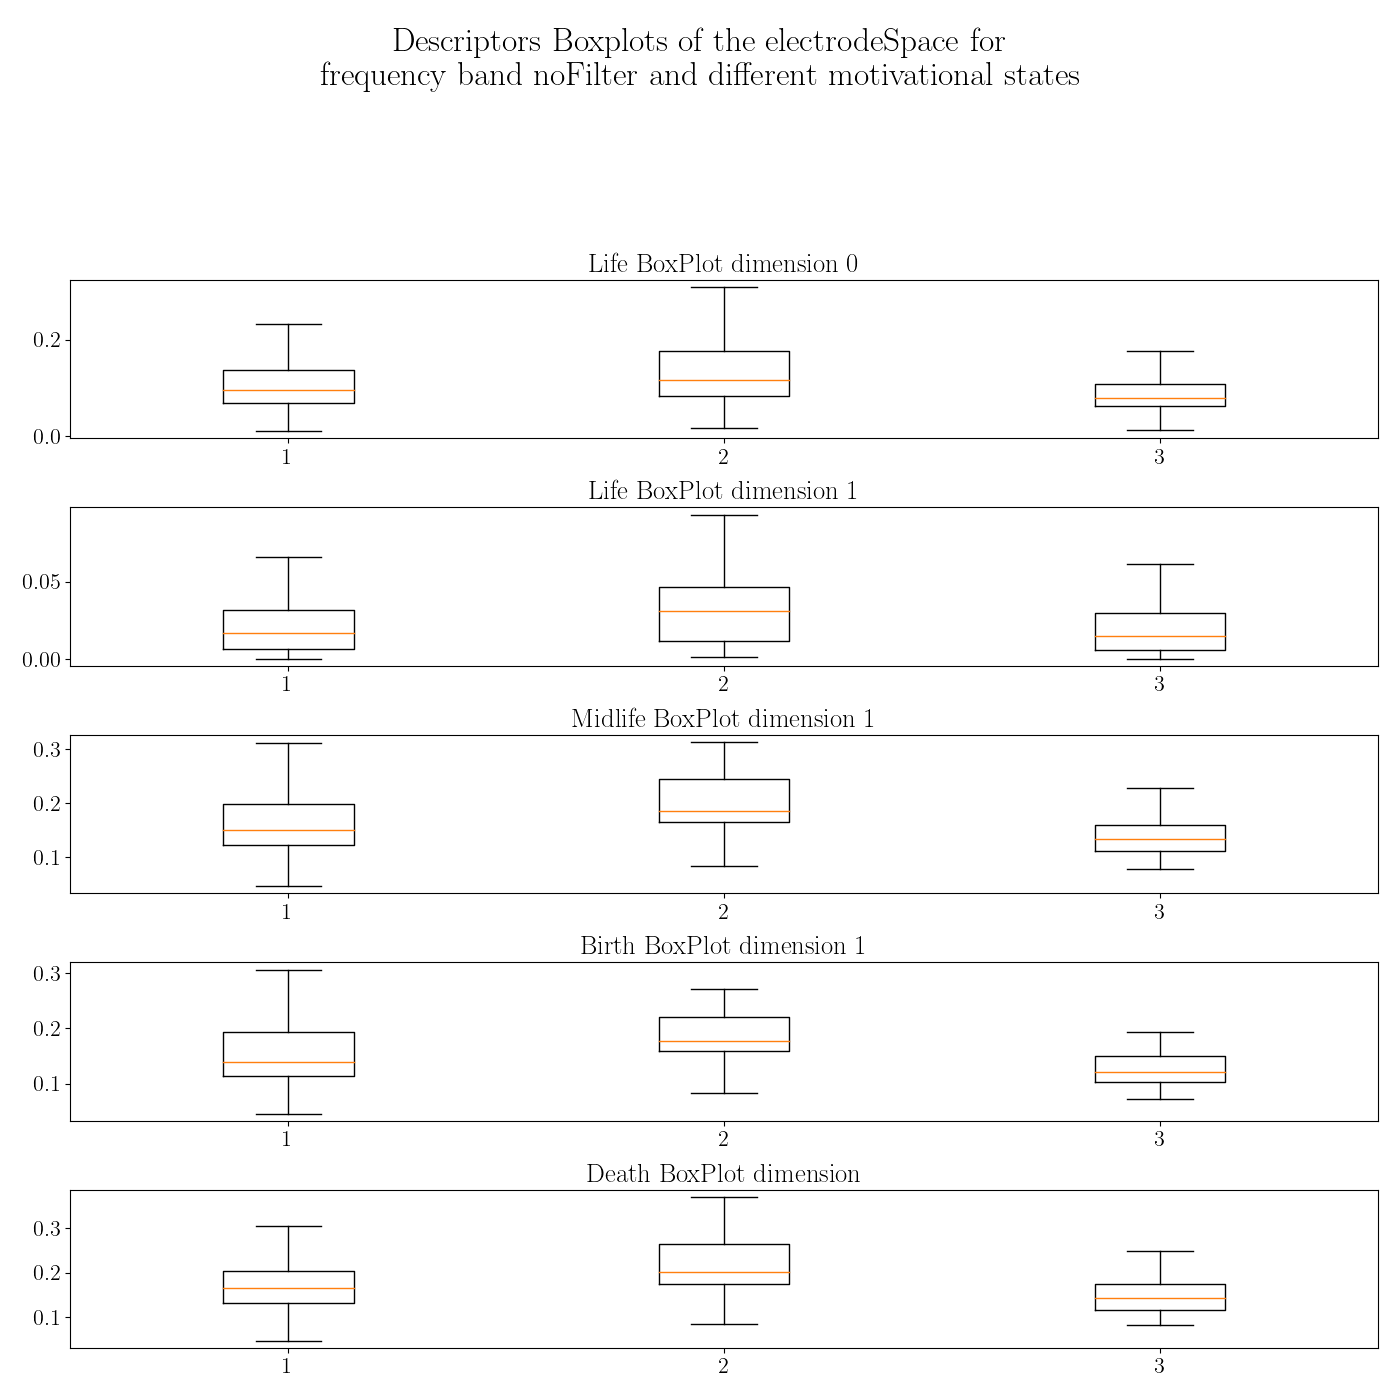 Descriptors Boxplots of the electrodeSpace for
frequency band noFilter and different motivational states
Life BoxPlot dimension 0
0.2
0.0
1 2 3
Life BoxPlot dimension 1
0.05
0.00
1 2 3
Midlife BoxPlot dimension 1
0.3
0.2
0.1
1 2 3
Birth BoxPlot dimension 1
0.3
0.2
0.1
1 2 3
Death BoxPlot dimension
0.3
0.2
0.1
1 2 3